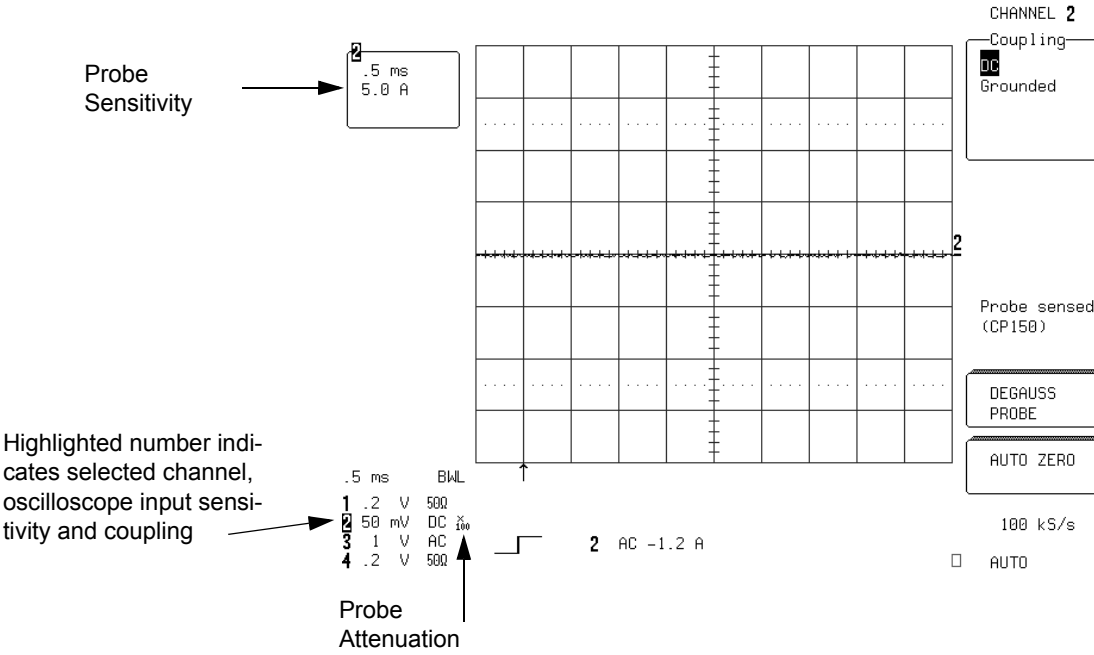 CHANNEL 2
Coupling
DC
Grounded
2
.5 ms
5.0 A
Probe
Sensitivity
2
Probe sensed
(CP150)
DEGAUSS
PROBE
AUTO ZERO
Highlighted number indi-
cates selected channel,
oscilloscope input sensi-
tivity and coupling
.5 ms BWL
1 .2 V 50Ω
2 50 mV DC X100
3 1 V AC
4 .2 V 50Ω
2 AC -1.2 A
100 kS/s
AUTO
Probe
Attenuation